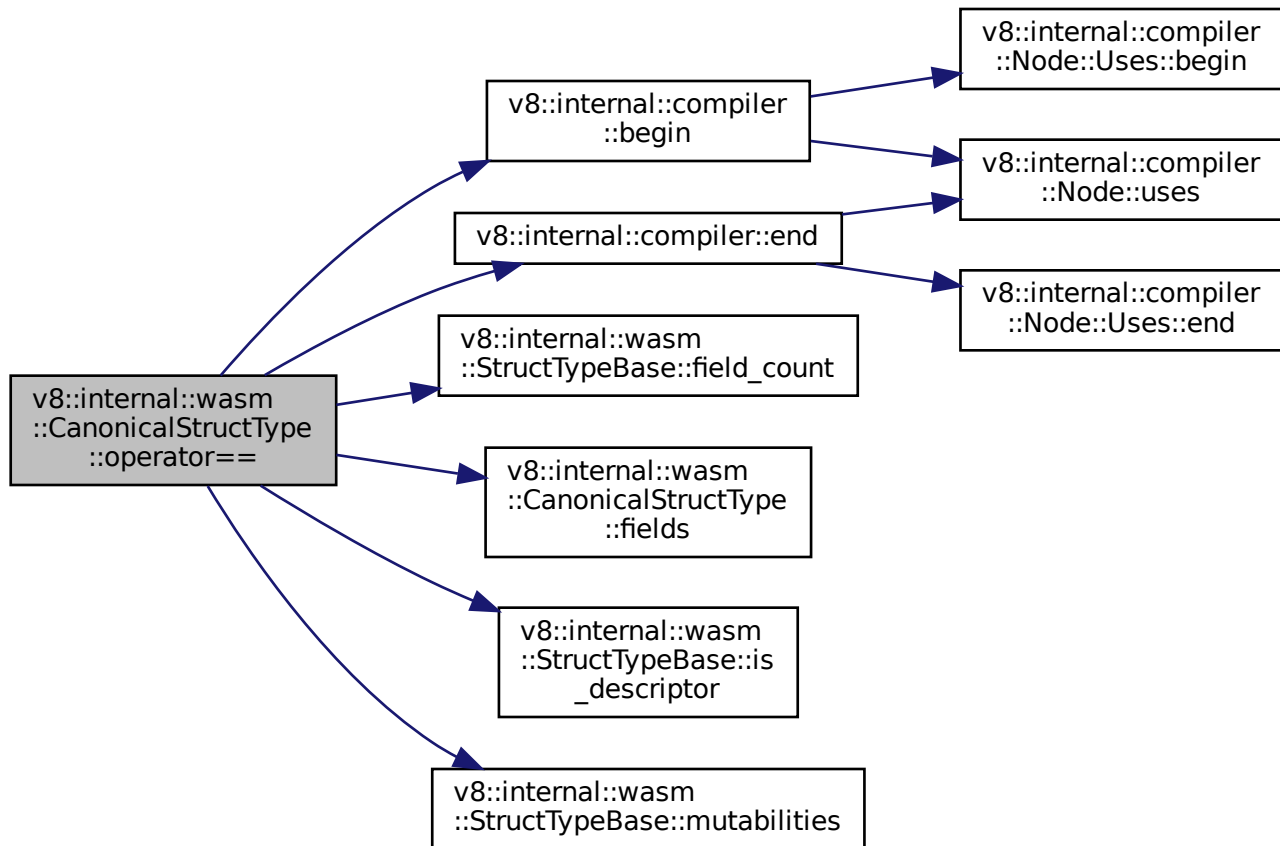 v8::internal::wasm
::CanonicalStructType
::operator==
v8::internal::compiler
::begin
v8::internal::compiler::end
v8::internal::wasm
::StructTypeBase::field_count
v8::internal::wasm
::CanonicalStructType
::fields
v8::internal::wasm
::StructTypeBase::is
_descriptor
v8::internal::wasm
::StructTypeBase::mutabilities
v8::internal::compiler
::Node::Uses::begin
v8::internal::compiler
::Node::uses
v8::internal::compiler
::Node::Uses::end